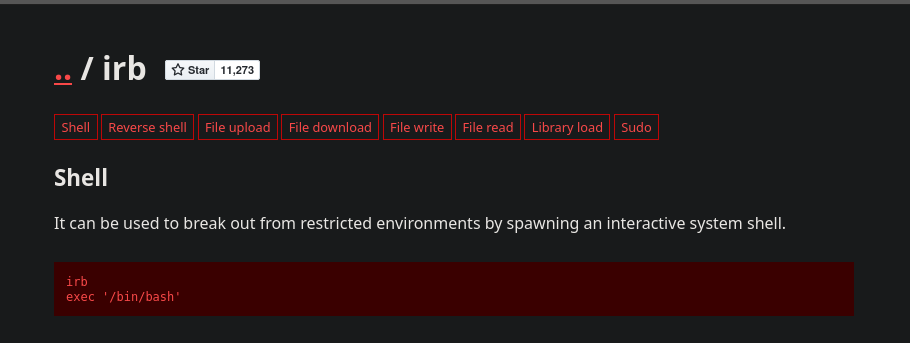 .. / irb Star 11,273
Shell Reverse shell File upload File download File write File read Library load Sudo
Shell
It can be used to break out from restricted environments by spawning an interactive system shell.
irb
exec '/bin/bash'